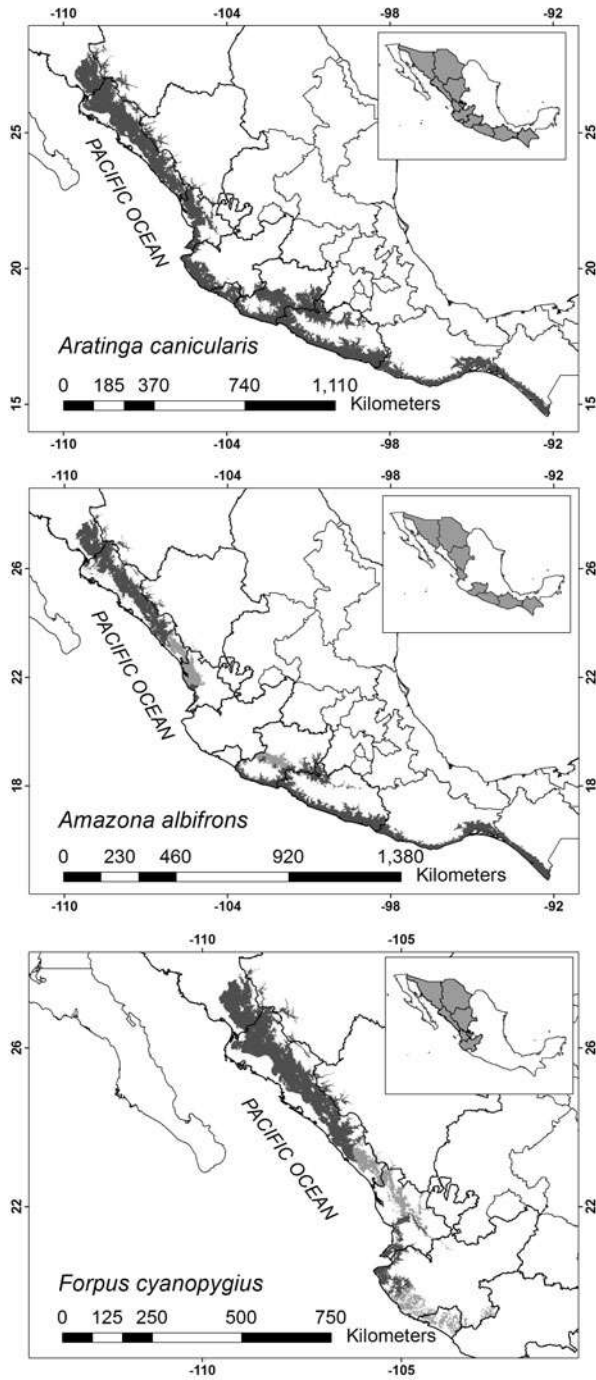 -110 -104 -98 -92
25
20
15
PACIFIC OCEAN
Aratinga canicularis
0 185 370 740 1,110
Kilometers
-110 -104 -98 -92
-110 -104 -98 -92
26
22
18
PACIFIC OCEAN
Amazona albifrons
0 230 460 920 1,380
Kilometers
-110 -104 -98 -92
-110 -105
26
22
PACIFIC OCEAN
Forpus cyanopygius
0 125 250 500 750
Kilometers
-110 -105